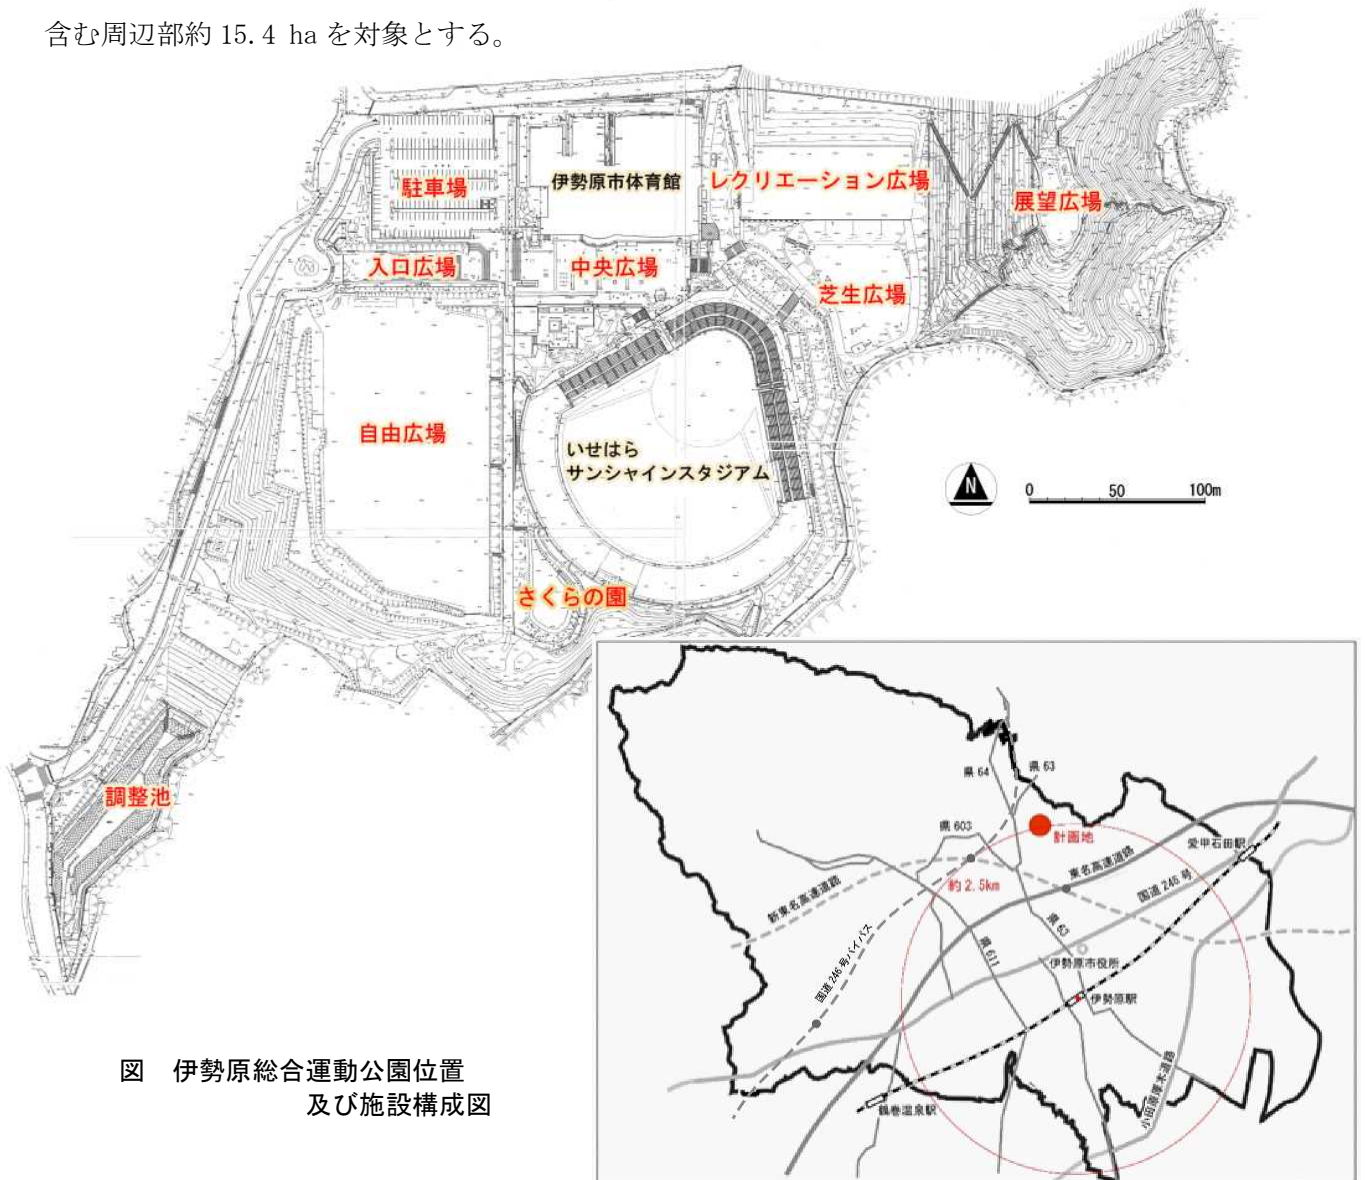 含む周辺部約 15.4 ha を対象とする。
駐車場
伊勢原市体育館
レクリエーション広場
展望広場
入口広場
中央広場
芝生広場
自由広場
いせはら
サンシャインスタジアム
N
0 50 100m
さくらの園
調整池
県 64
県 63
県 603
計画地
愛甲石田駅
東名高速道路
約 2.5km
国道 246 号
新東名高速道路
県 63
国道 246 号バイパス
県 611
伊勢原市役所
伊勢原駅
小田原厚木道路
鶴巻温泉駅
図 伊勢原総合運動公園位置
及び施設構成図